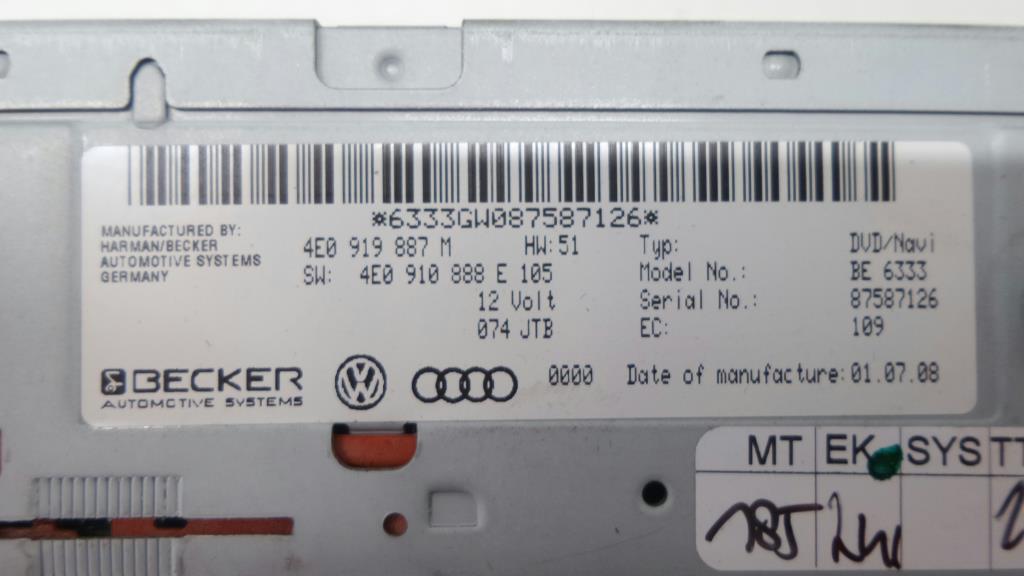 *6333GW087587126*
MANUFACTURED BY:
HARMAN/BECKER
AUTOMOTIVE SYSTEMS
GERMANY
4E0 919 887 M HW: 51
SW: 4E0 910 888 E 105
12 Volt
074 JTB
Typ: DVD/Navi
Model No.: BE 6333
Serial No.: 87587126
EC: 109
BECKER
AUTOMOTIVE SYSTEMS
0000 Date of manufacture: 01.07.08
MT EK SYS